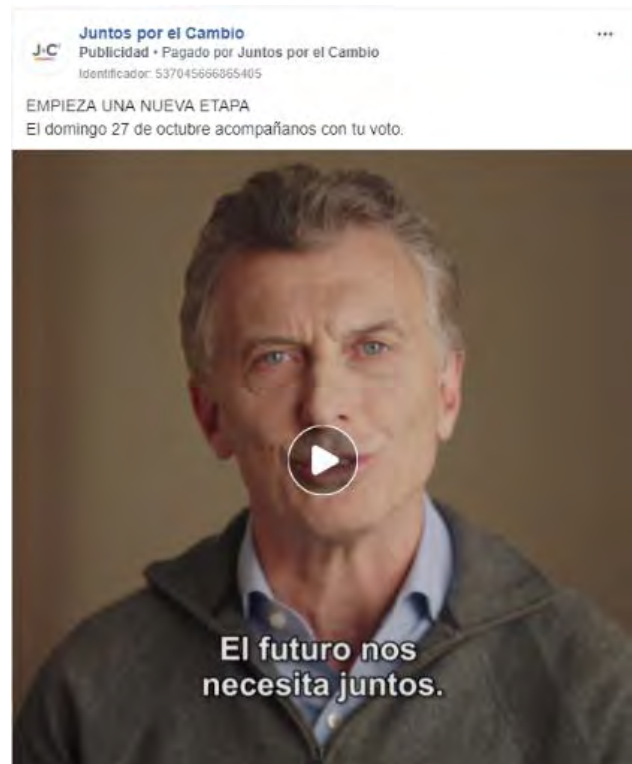 J+C
Juntos por el Cambio
Publicidad • Pagado por Juntos por el Cambio
Identificador: 537045666865405
EMPIEZA UNA NUEVA ETAPA
El domingo 27 de octubre acompañanos con tu voto.
El futuro nos
necesita juntos.